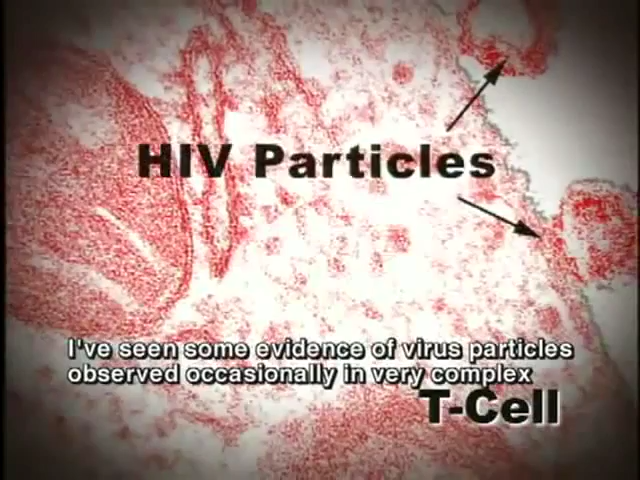 HIV Particles
I've seen some evidence of virus particles
observed occasionally in very complex
T-Cell